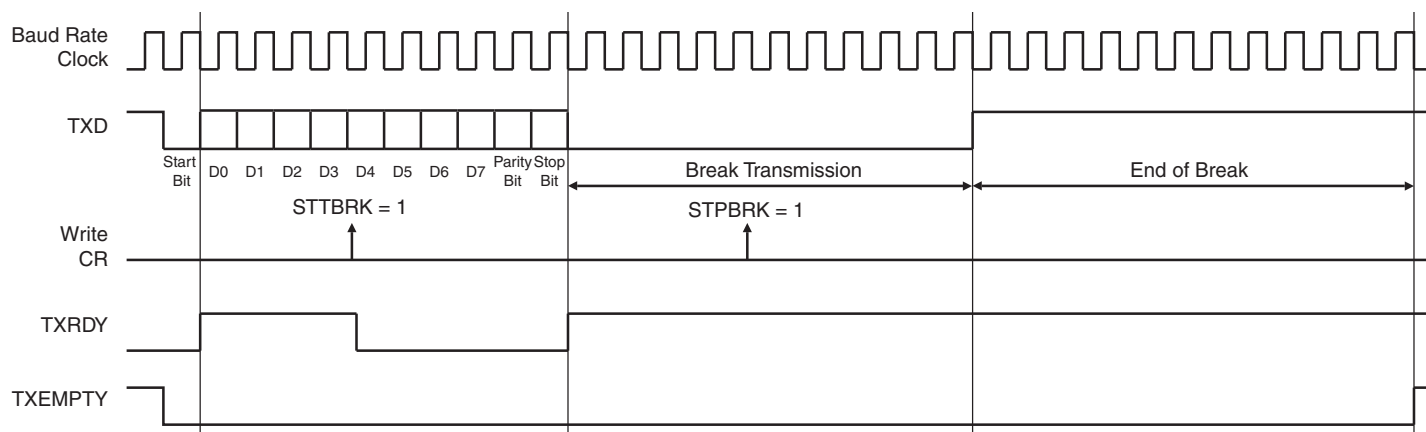 Baud Rate
Clock
TXD
Start
Bit
D0
D1
D2
D3
D4
D5
D6
D7
Parity
Bit
Stop
Bit
Break Transmission
End of Break
STTBRK = 1
STPBRK = 1
Write
CR
TXRDY
TXEMPTY